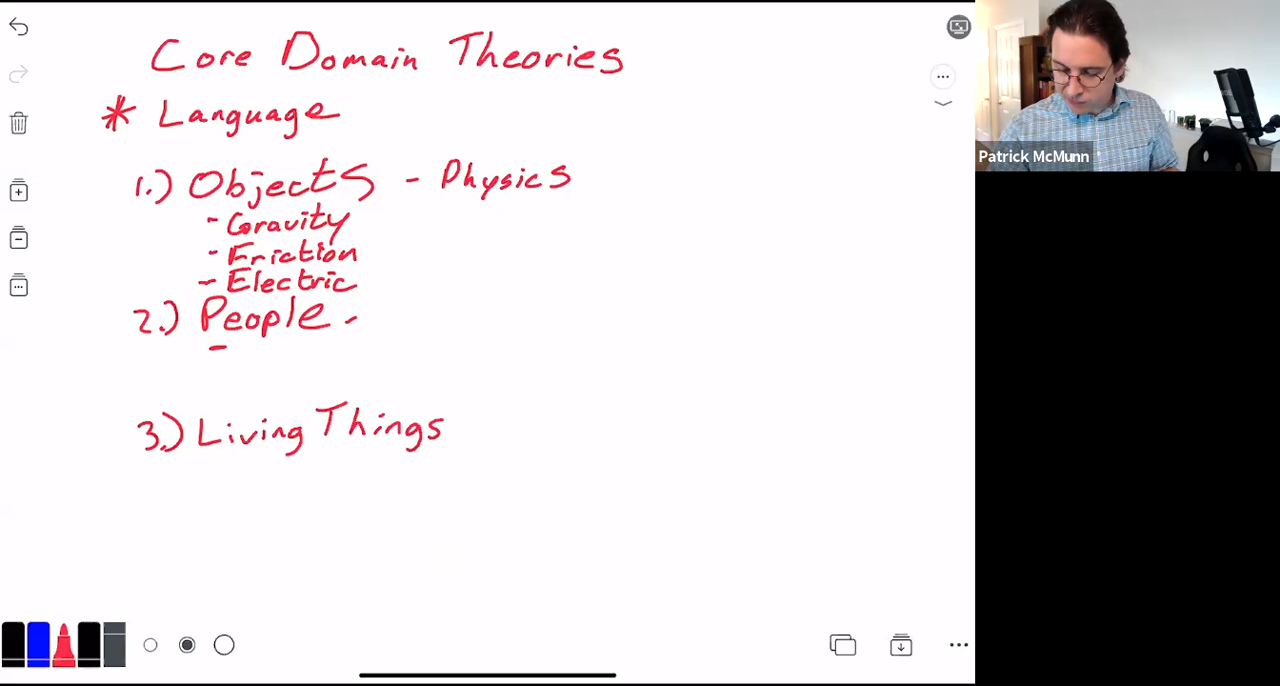 Core Domain Theories
* Language
1.) Objects - Physics
- Gravity
- Friction
- Electric
2.) People -
-
3.) Living Things
Patrick McMunn